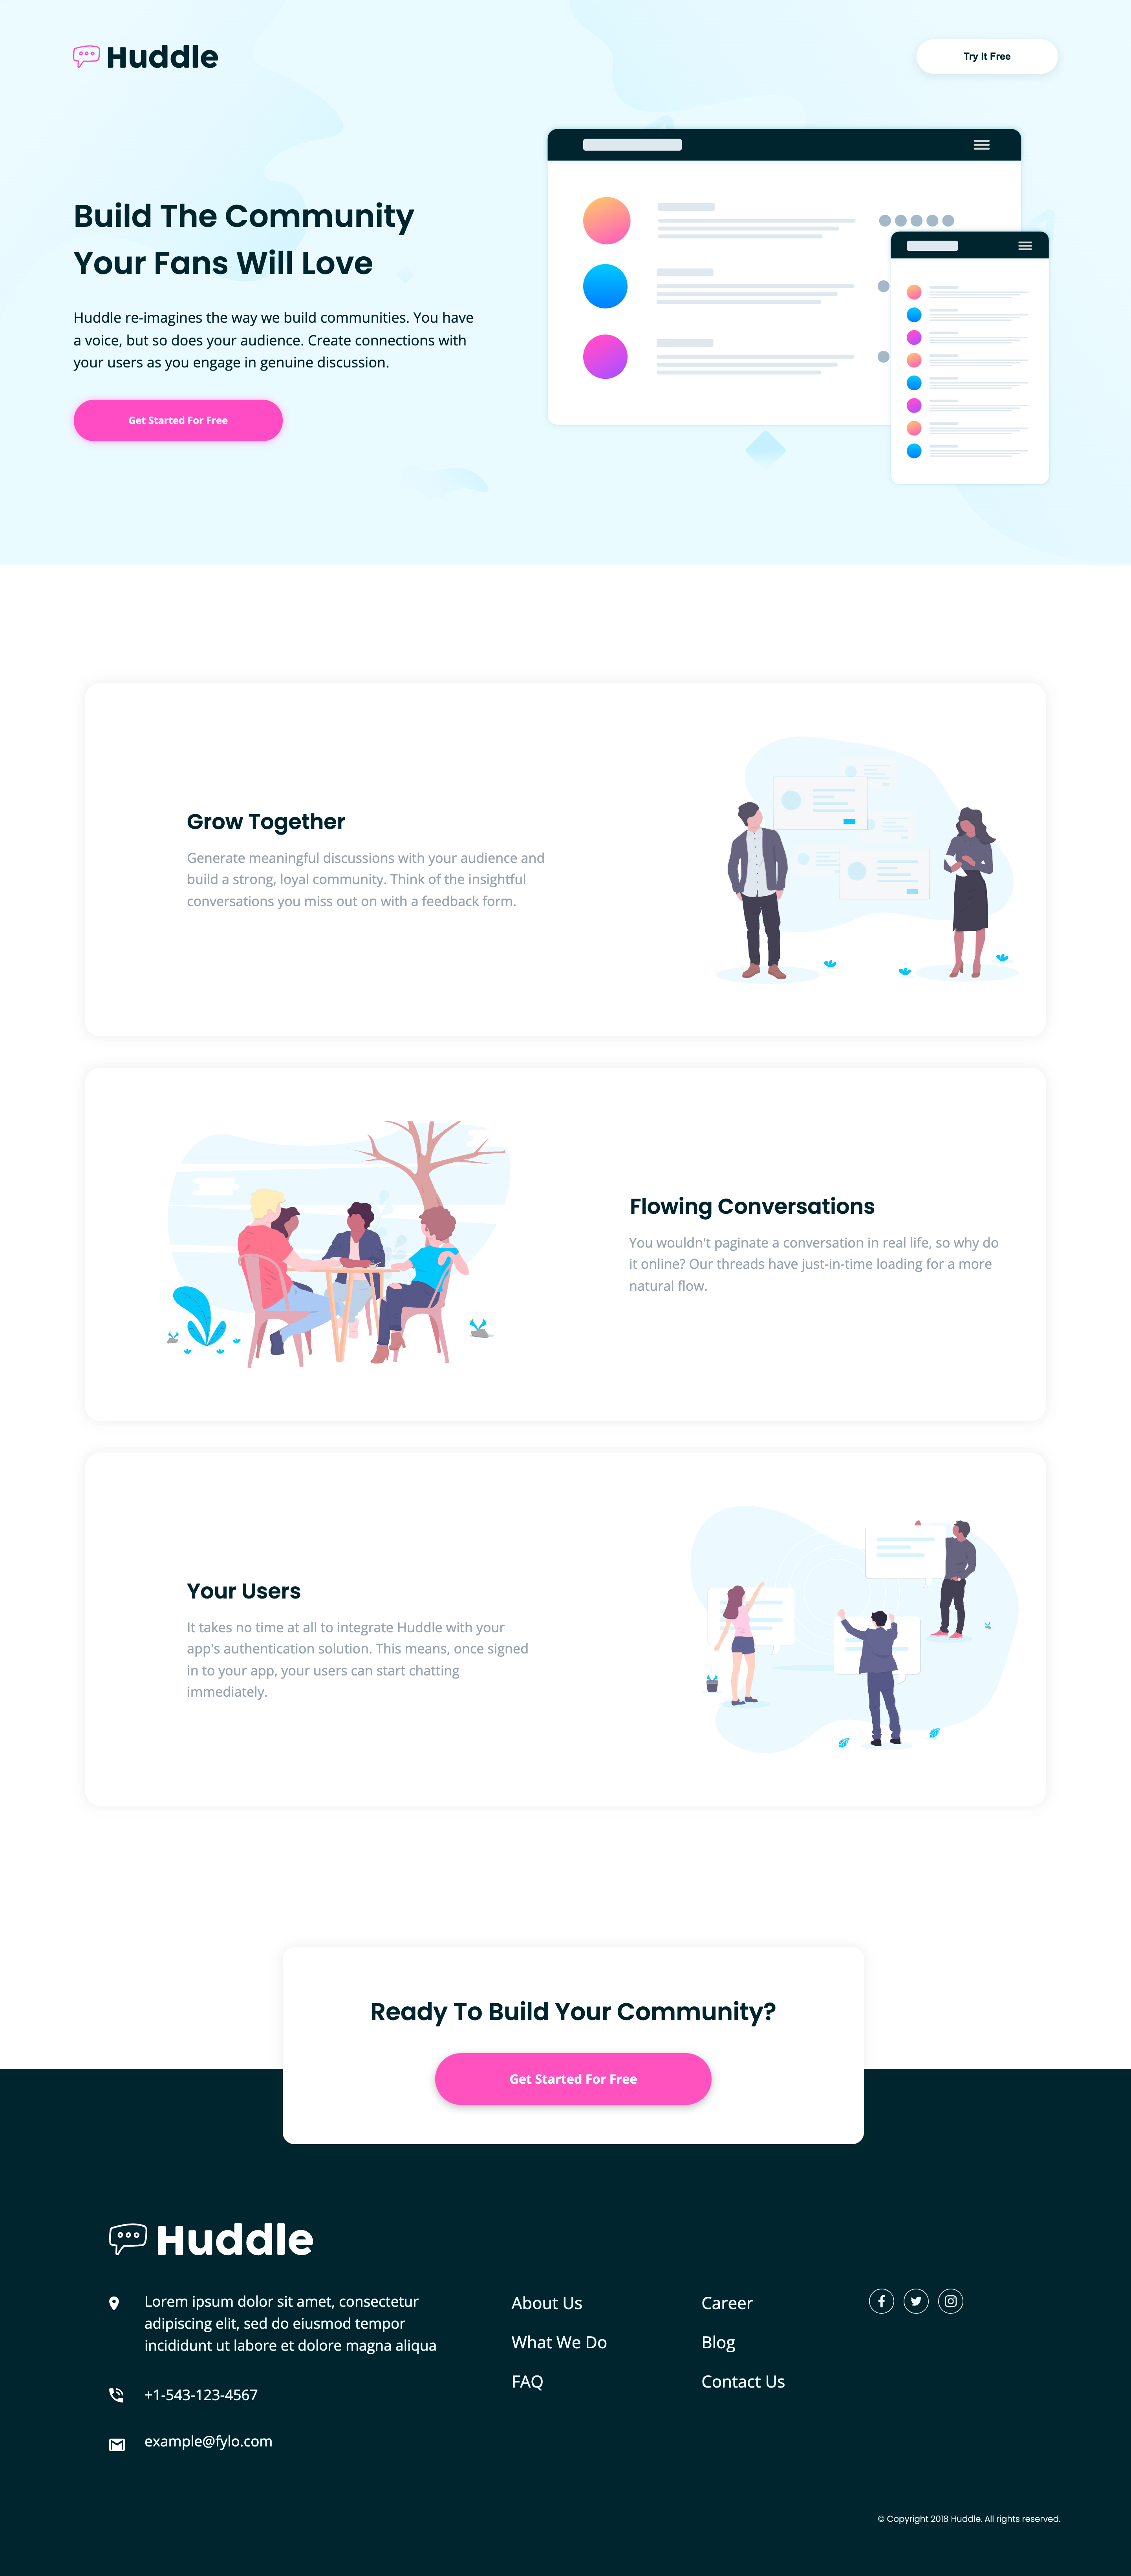 Huddle
Try It Free
Build The Community
Your Fans Will Love
Huddle re-imagines the way we build communities. You have
a voice, but so does your audience. Create connections with
your users as you engage in genuine discussion.
Get Started For Free
Grow Together
Generate meaningful discussions with your audience and
build a strong, loyal community. Think of the insightful
conversations you miss out on with a feedback form.
Flowing Conversations
You wouldn't paginate a conversation in real life, so why do
it online? Our threads have just-in-time loading for a more
natural flow.
Your Users
It takes no time at all to integrate Huddle with your
app's authentication solution. This means, once signed
in to your app, your users can start chatting
immediately.
Ready To Build Your Community?
Get Started For Free
Huddle
Lorem ipsum dolor sit amet, consectetur
adipiscing elit, sed do eiusmod tempor
incididunt ut labore et dolore magna aliqua
+1-543-123-4567
example@fylo.com
About Us
What We Do
FAQ
Career
Blog
Contact Us
© Copyright 2018 Huddle. All rights reserved.